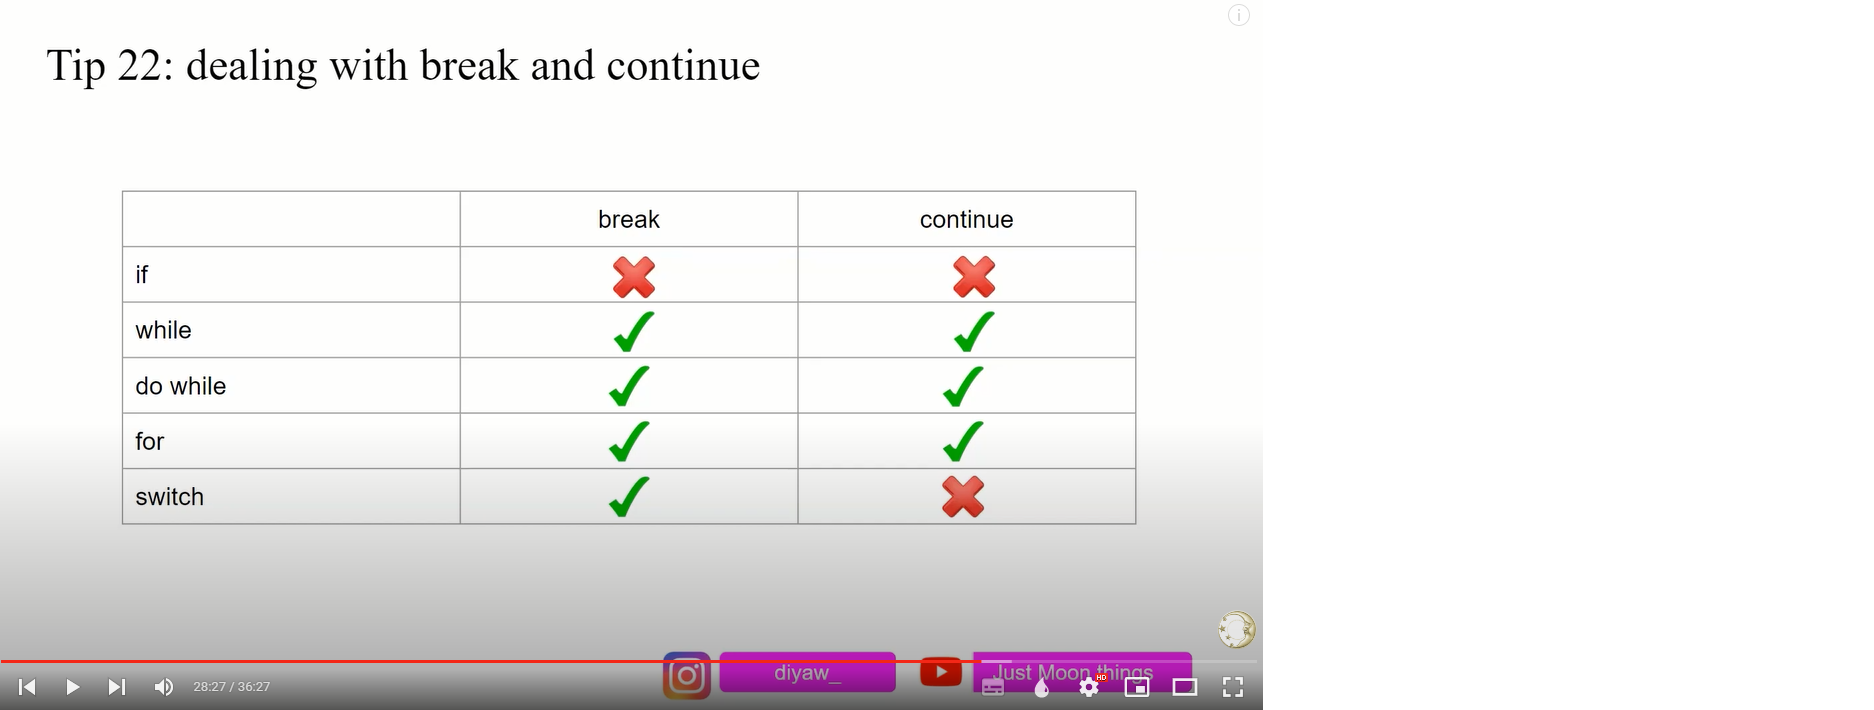 Tip 22: dealing with break and continue
break continue
if
while
do while
for
switch
diyaw_ Just Moon things
28:27 / 36:27 HD